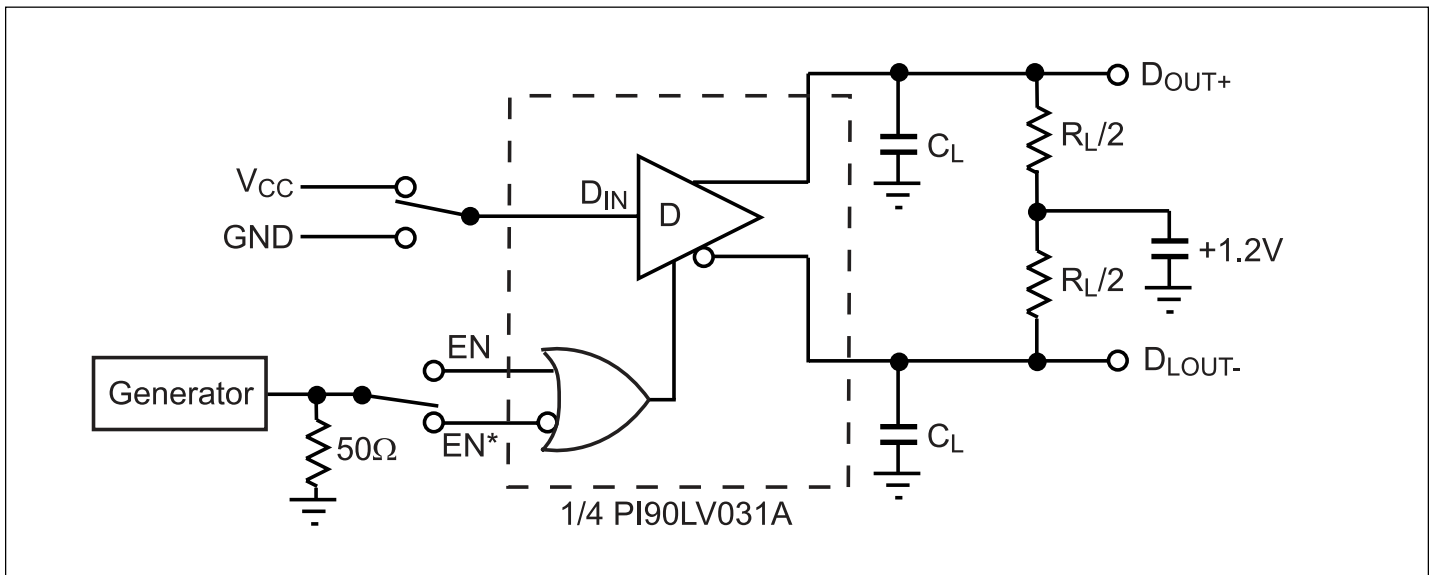 D_OUT+
R_L/2
C_L
V_CC
D_IN
D
GND
+1.2V
R_L/2
EN
D_LOUT-
Generator
EN*
C_L
50Ω
1/4 PI90LV031A